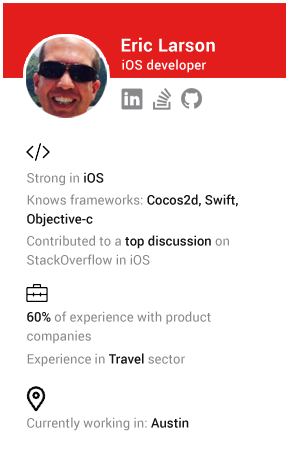 Eric Larson
iOS developer
Strong in iOS
Knows frameworks: Cocos2d, Swift,
Objective-c
Contributed to a top discussion on
StackOverflow in iOS
60% of experience with product
companies
Experience in Travel sector
Currently working in: Austin